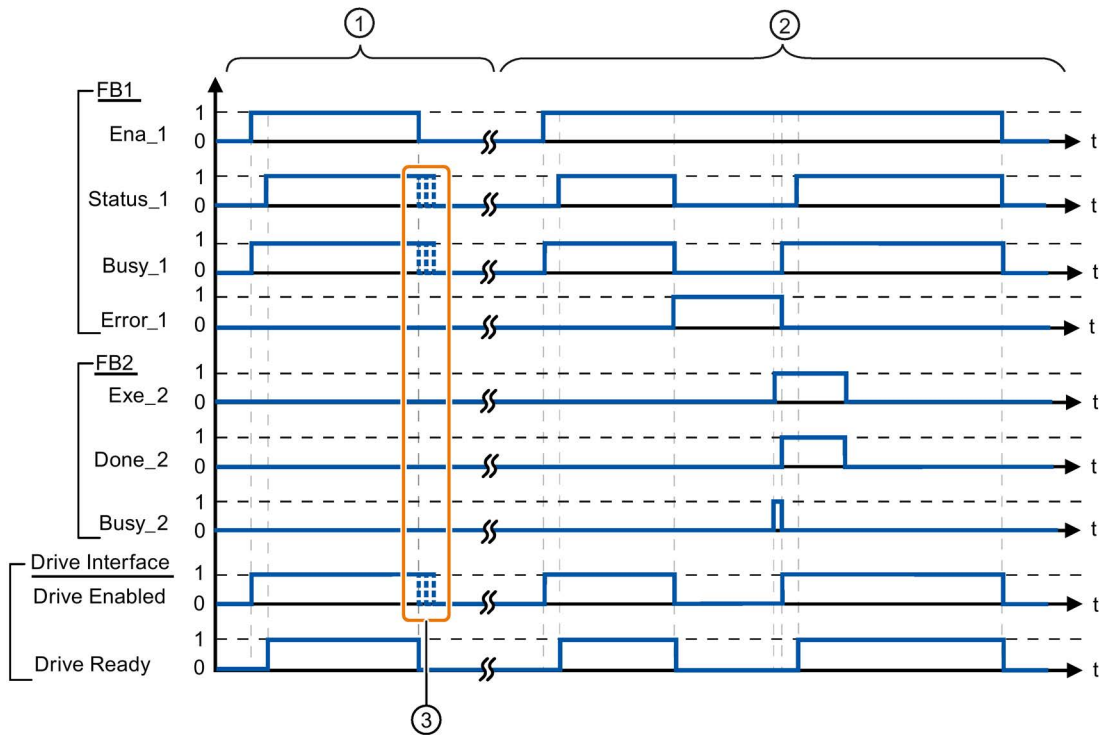 ① ②
FB1
1
Ena_1
0 t
1
Status_1
0 t
1
Busy_1
0 t
1
Error_1
0 t
FB2
1
Exe_2
0 t
1
Done_2
0 t
1
Busy_2
0 t
Drive Interface
1
Drive Enabled
0 t
1
Drive Ready
0 t
③